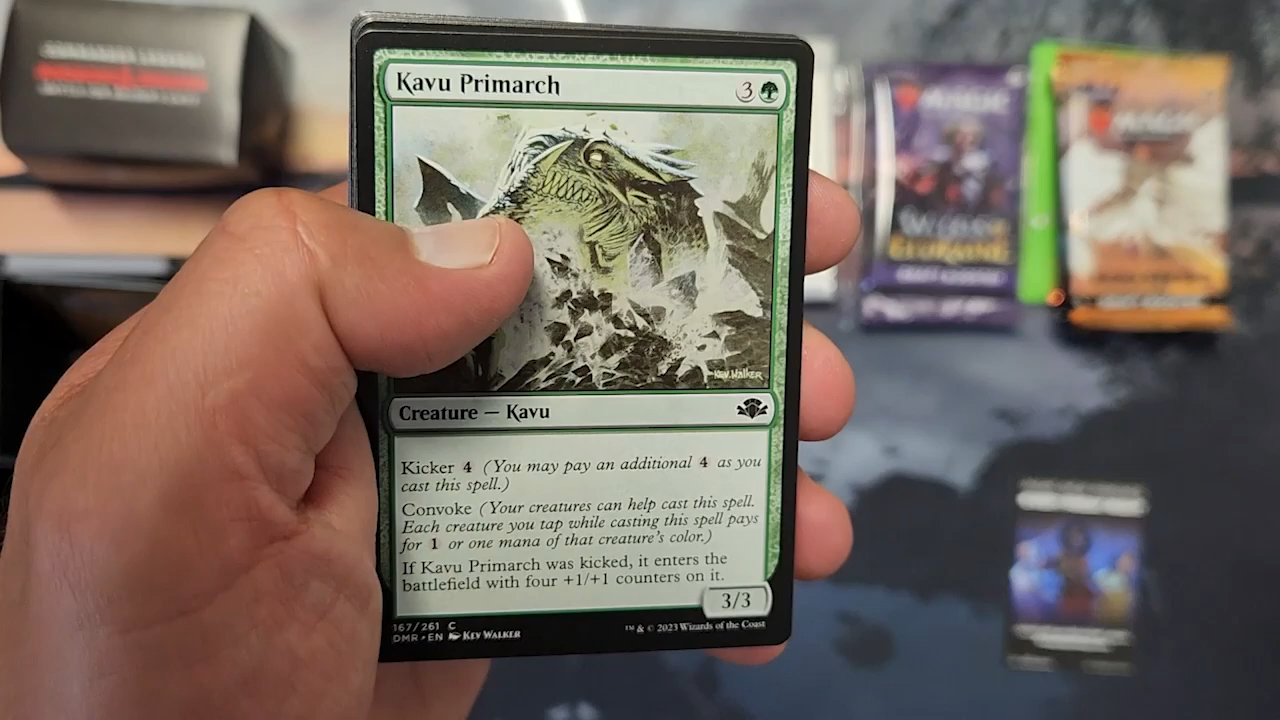 COMMANDER LEGENDS
Kavu Primarch
3
MAGIC
MAGIC
WILDS of
ELDRAINE
KEV. WALKER
Creature — Kavu
Kicker 4 (You may pay an additional 4 as you
cast this spell.)
Convoke (Your creatures can help cast this spell.
Each creature you tap while casting this spell pays
for 1 or one mana of that creature's color.)
If Kavu Primarch was kicked, it enters the
battlefield with four +1/+1 counters on it.
3/3
167/261 C
DMR • EN KEV WALKER
™ & © 2023 Wizards of the Coast